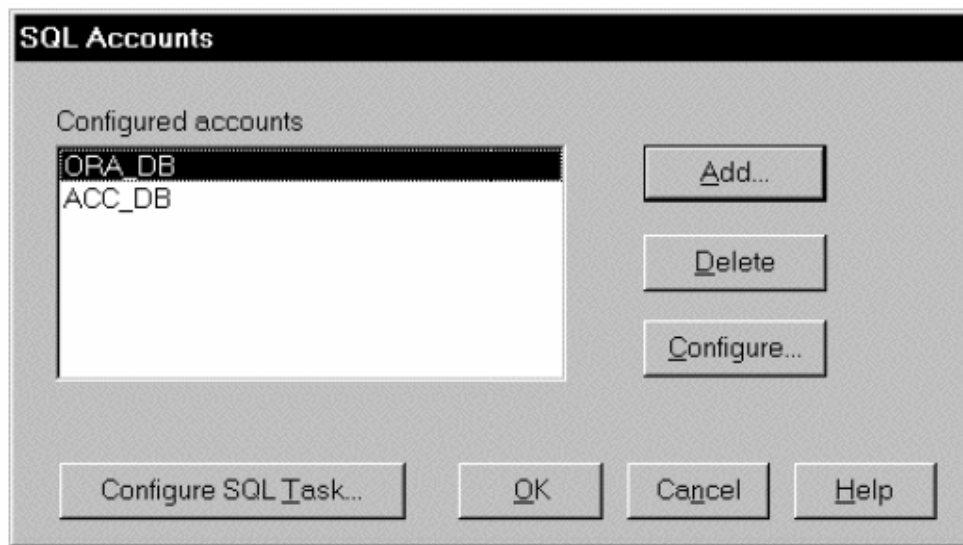 SQL Accounts
Configured accounts
ORA_DB
ACC_DB
Add...
Delete
Configure...
Configure SQL Task...
OK
Cancel
Help